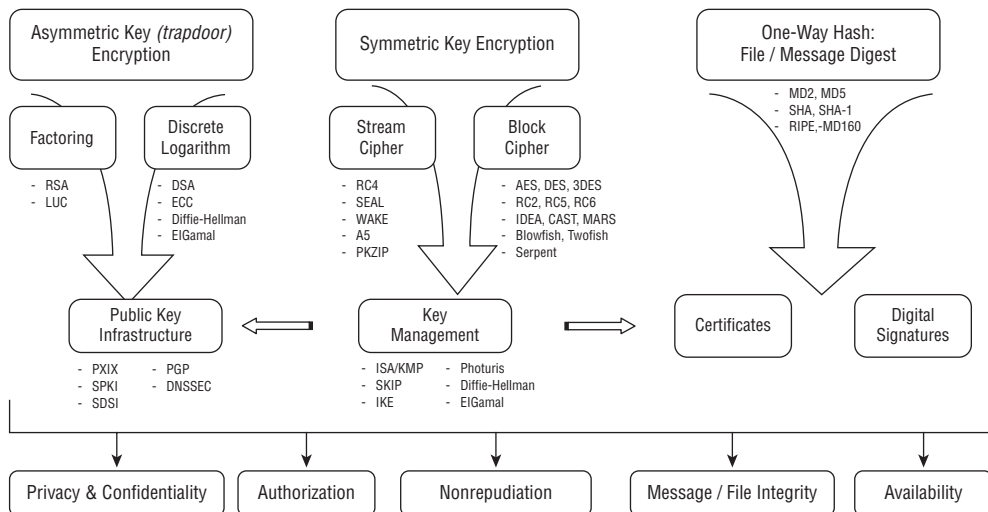 Asymmetric Key (trapdoor)
Encryption
Symmetric Key Encryption
One-Way Hash:
File / Message Digest
- MD2, MD5
- SHA, SHA-1
- RIPE,-MD160
Factoring
Discrete
Logarithm
Stream
Cipher
Block
Cipher
- RSA
- LUC
- DSA
- ECC
- Diffie-Hellman
- ElGamal
- RC4
- SEAL
- WAKE
- A5
- PKZIP
- AES, DES, 3DES
- RC2, RC5, RC6
- IDEA, CAST, MARS
- Blowfish, Twofish
- Serpent
Public Key
Infrastructure
Key
Management
Certificates
Digital
Signatures
- PXIX
- SPKI
- SDSI
- PGP
- DNSSEC
- ISA/KMP
- SKIP
- IKE
- Photuris
- Diffie-Hellman
- ElGamal
Privacy & Confidentiality
Authorization
Nonrepudiation
Message / File Integrity
Availability